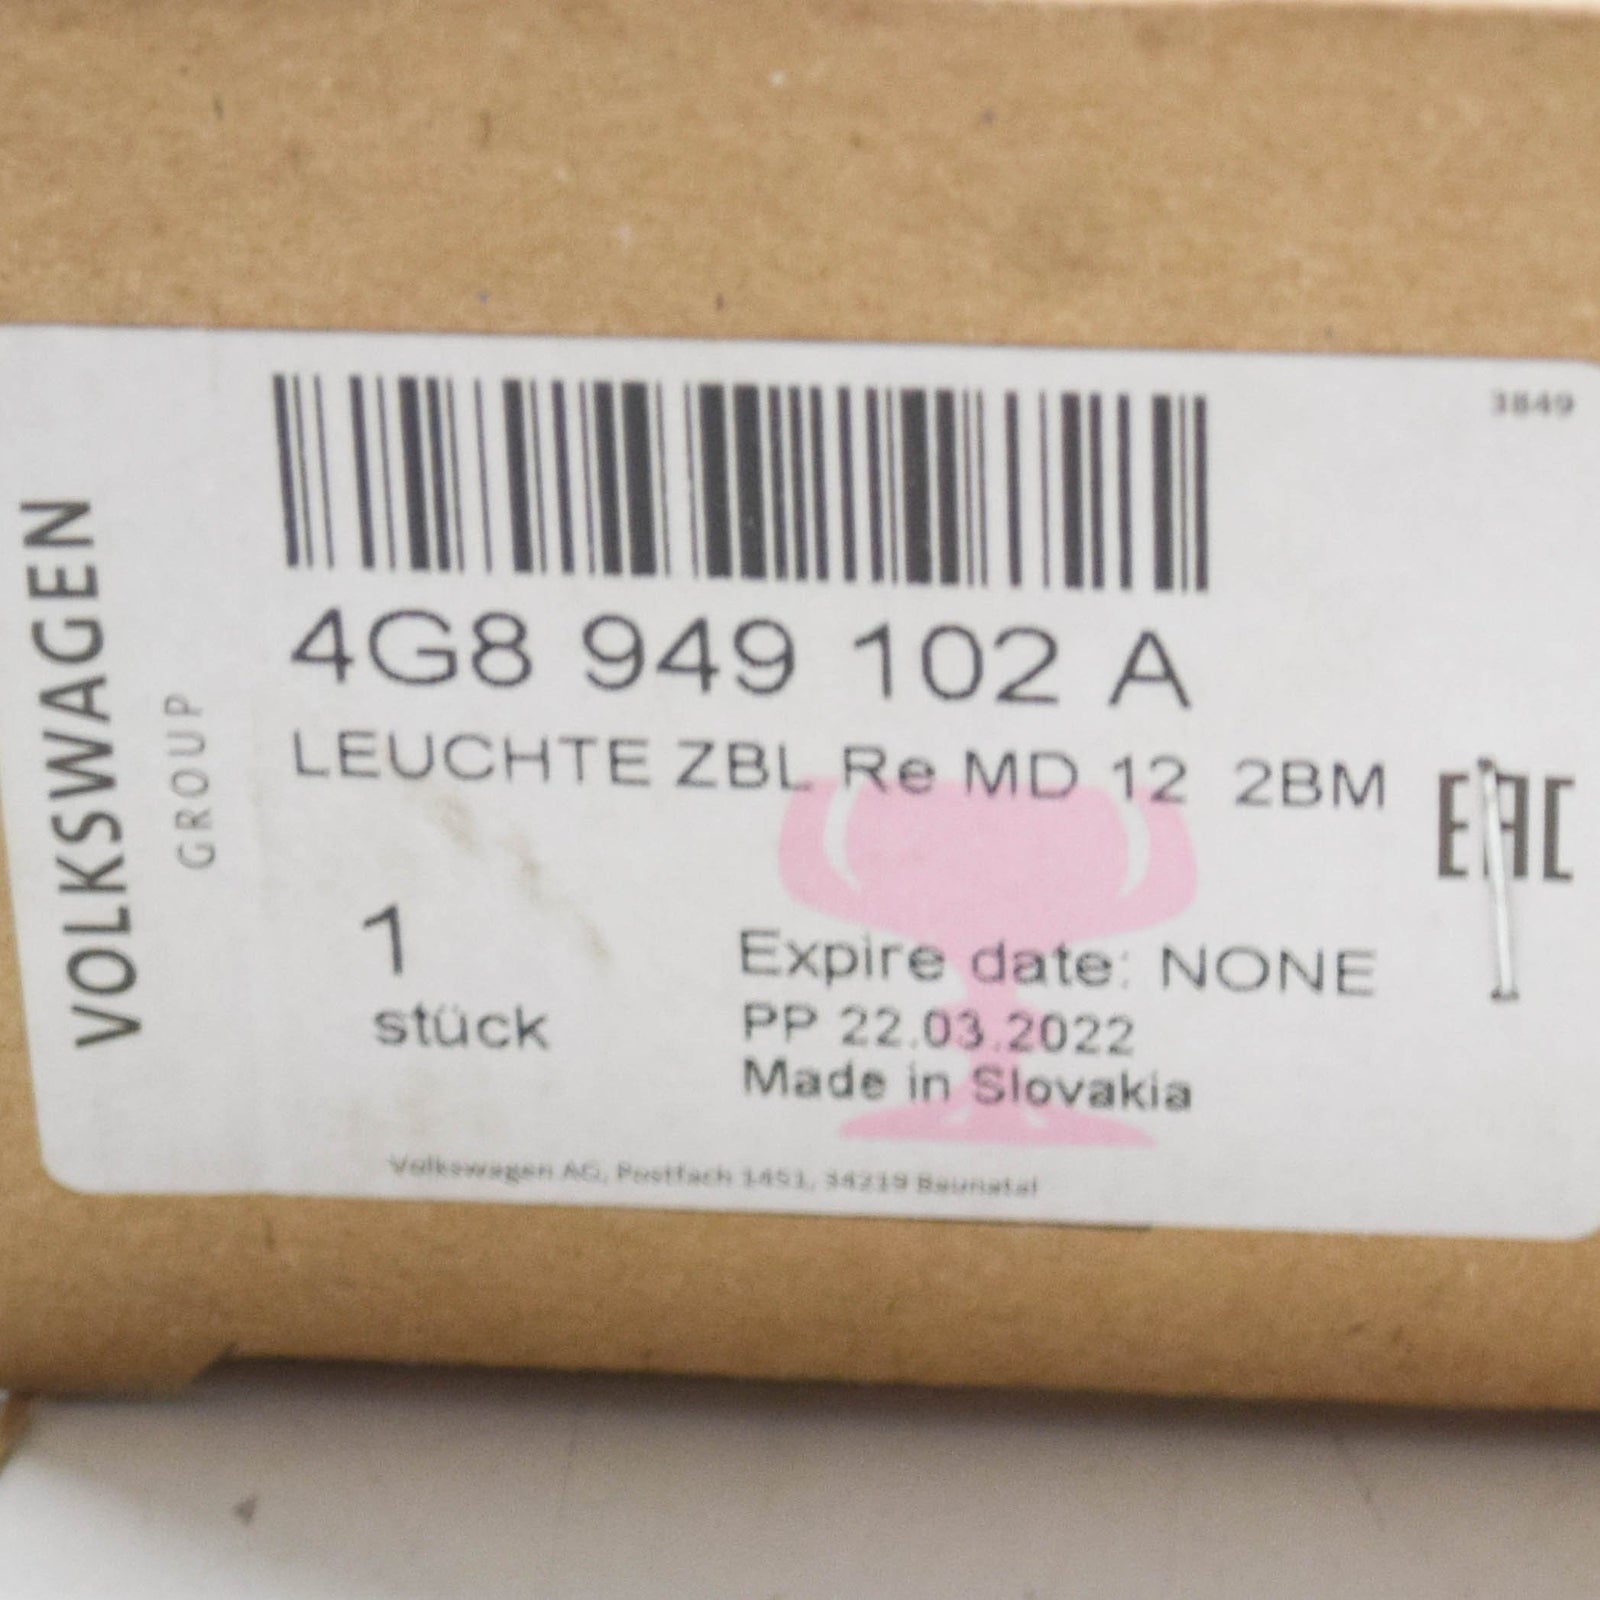 3849
VOLKSWAGEN
GROUP
4G8 949 102 A
LEUCHTE ZBL Re MD 12 2BM
EAC
1
stück
Expire date: NONE
PP 22.03.2022
Made in Slovakia
Volkswagen AG, Postfach 1451, 34219 Baunatal